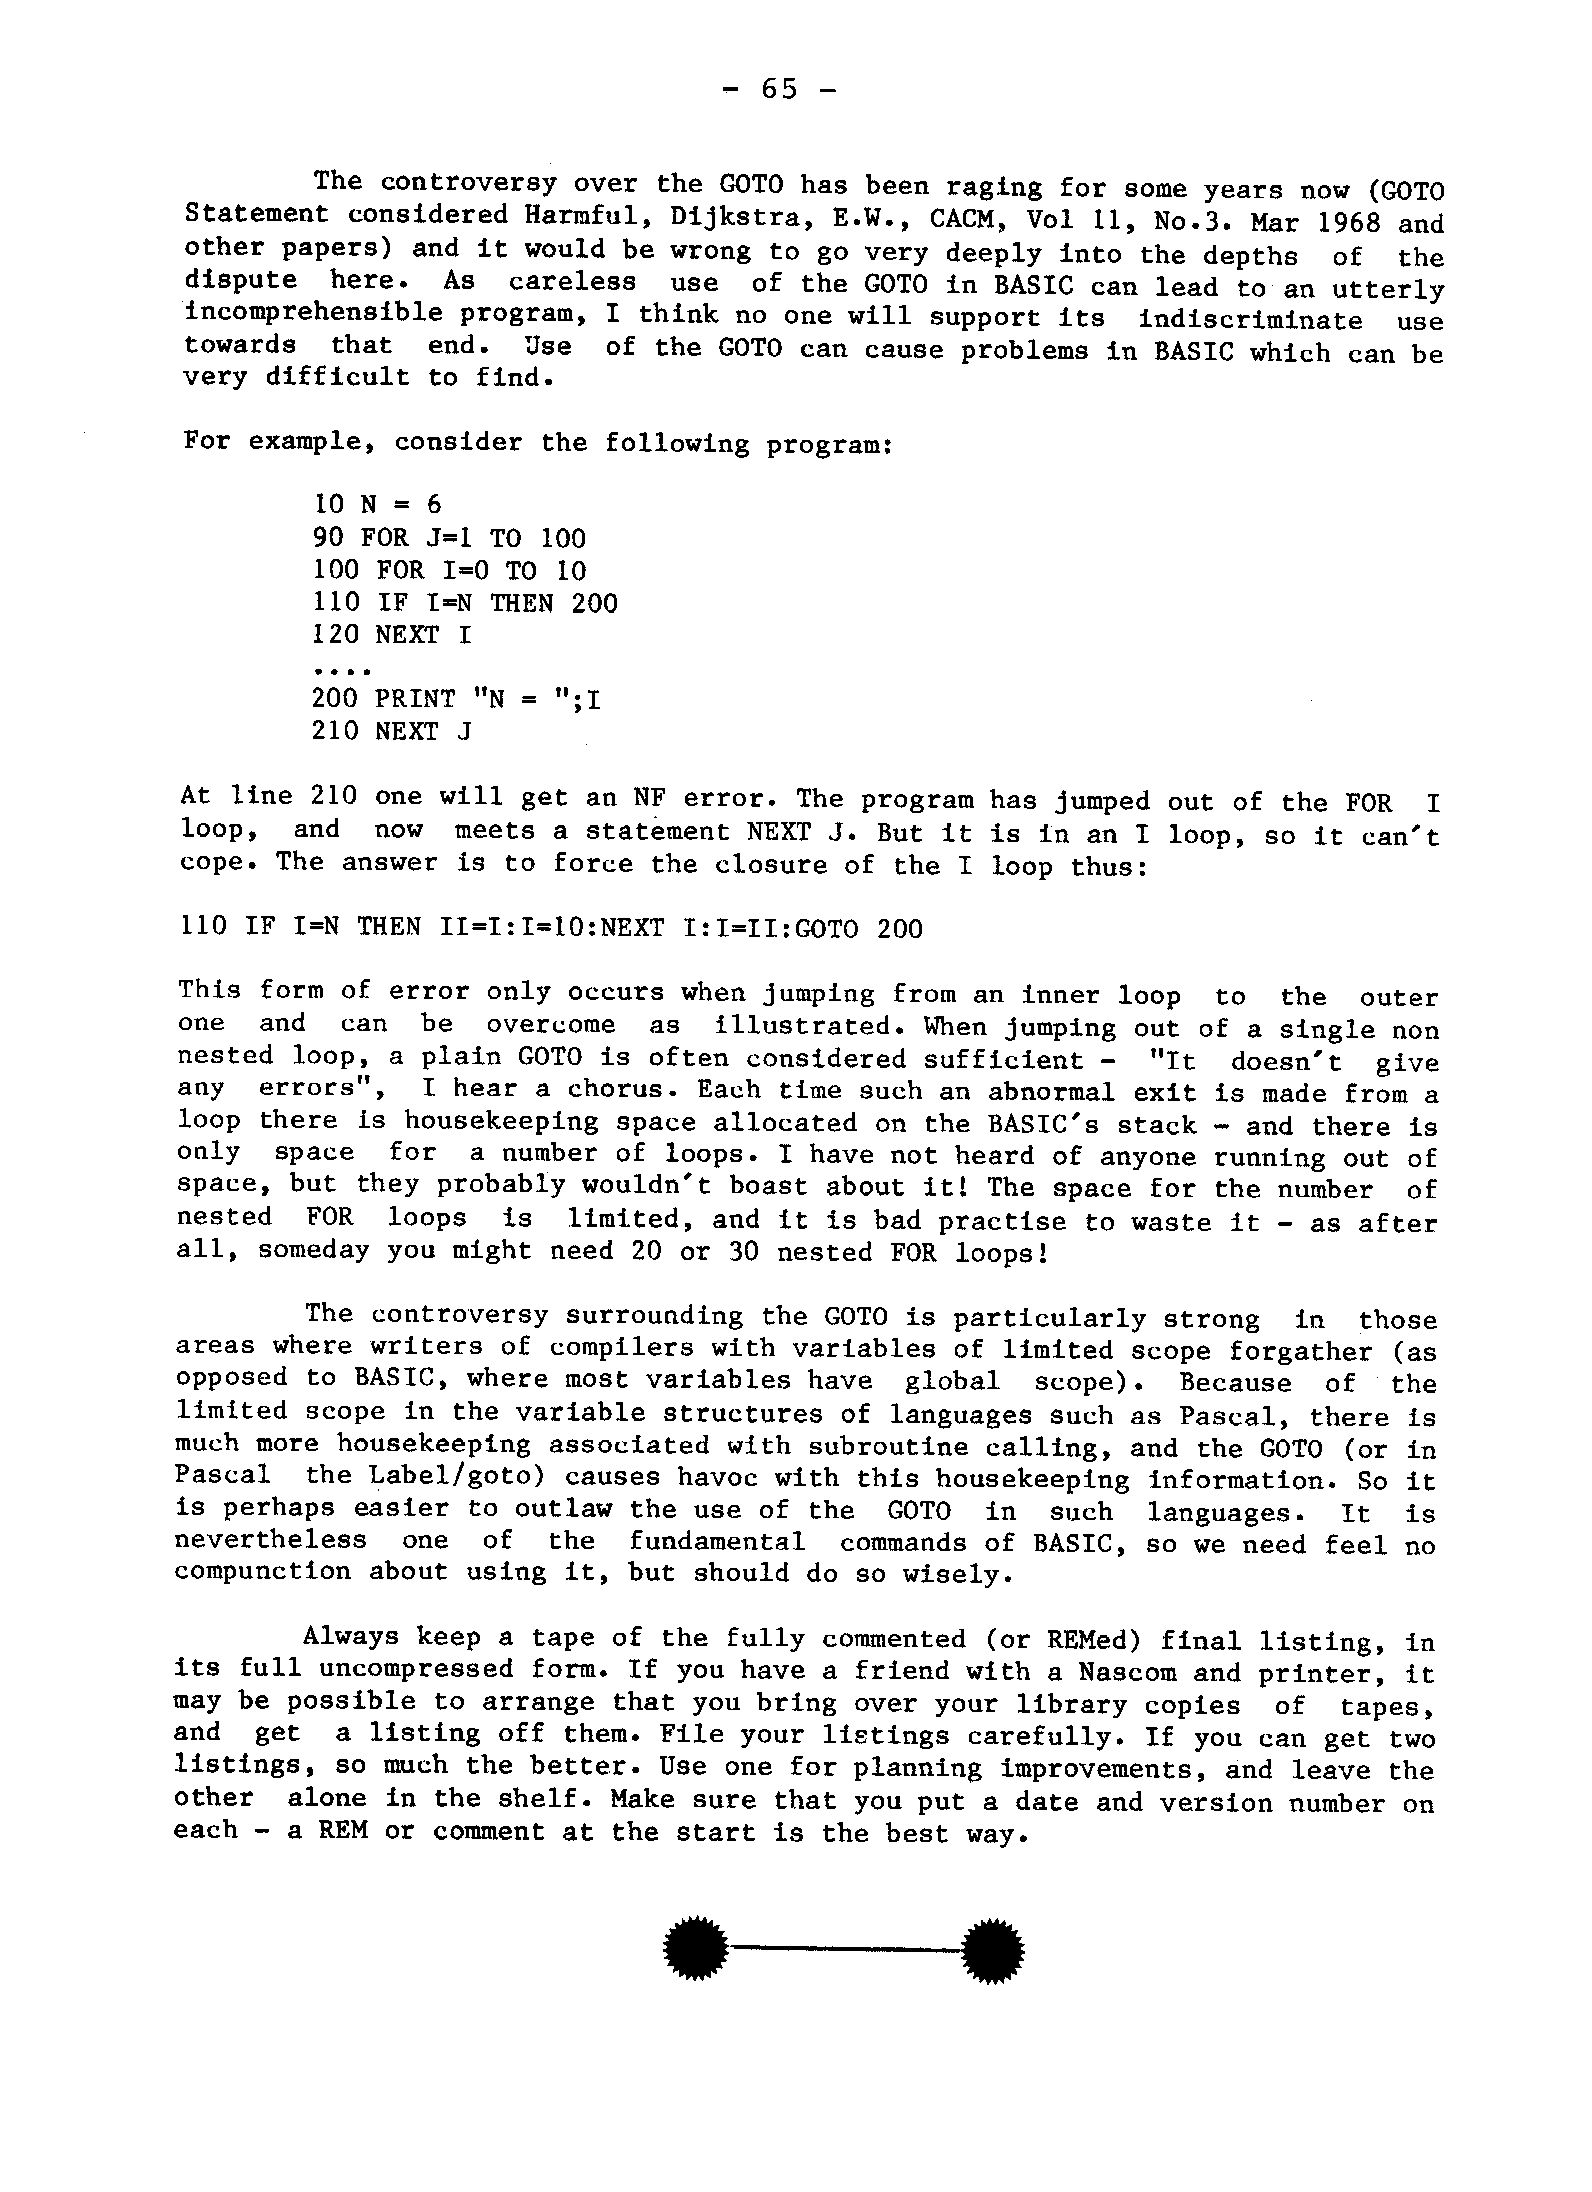 - 65 -
The controversy over the GOTO has been raging for some years now (GOTO
Statement considered Harmful, Dijkstra, E.W., CACM, Vol 11, No.3. Mar 1968 and
other papers) and it would be wrong to go very deeply into the depths of the
dispute here. As careless use of the GOTO in BASIC can lead to an utterly
incomprehensible program, I think no one will support its indiscriminate use
towards that end. Use of the GOTO can cause problems in BASIC which can be
very difficult to find.
For example, consider the following program:
10 N = 6
90 FOR J=1 TO 100
100 FOR I=0 TO 10
110 IF I=N THEN 200
120 NEXT I
....
200 PRINT "N = ";I
210 NEXT J
At line 210 one will get an NF error. The program has jumped out of the FOR I
loop, and now meets a statement NEXT J. But it is in an I loop, so it can't
cope. The answer is to force the closure of the I loop thus:
110 IF I=N THEN II=I:I=10:NEXT I:I=II:GOTO 200
This form of error only occurs when jumping from an inner loop to the outer
one and can be overcome as illustrated. When jumping out of a single non
nested loop, a plain GOTO is often considered sufficient - "It doesn't give
any errors", I hear a chorus. Each time such an abnormal exit is made from a
loop there is housekeeping space allocated on the BASIC's stack - and there is
only space for a number of loops. I have not heard of anyone running out of
space, but they probably wouldn't boast about it! The space for the number of
nested FOR loops is limited, and it is bad practise to waste it - as after
all, someday you might need 20 or 30 nested FOR loops!
The controversy surrounding the GOTO is particularly strong in those
areas where writers of compilers with variables of limited scope forgather (as
opposed to BASIC, where most variables have global scope). Because of the
limited scope in the variable structures of languages such as Pascal, there is
much more housekeeping associated with subroutine calling, and the GOTO (or in
Pascal the Label/goto) causes havoc with this housekeeping information. So it
is perhaps easier to outlaw the use of the GOTO in such languages. It is
nevertheless one of the fundamental commands of BASIC, so we need feel no
compunction about using it, but should do so wisely.
Always keep a tape of the fully commented (or REMed) final listing, in
its full uncompressed form. If you have a friend with a Nascom and printer, it
may be possible to arrange that you bring over your library copies of tapes,
and get a listing off them. File your listings carefully. If you can get two
listings, so much the better. Use one for planning improvements, and leave the
other alone in the shelf. Make sure that you put a date and version number on
each - a REM or comment at the start is the best way.